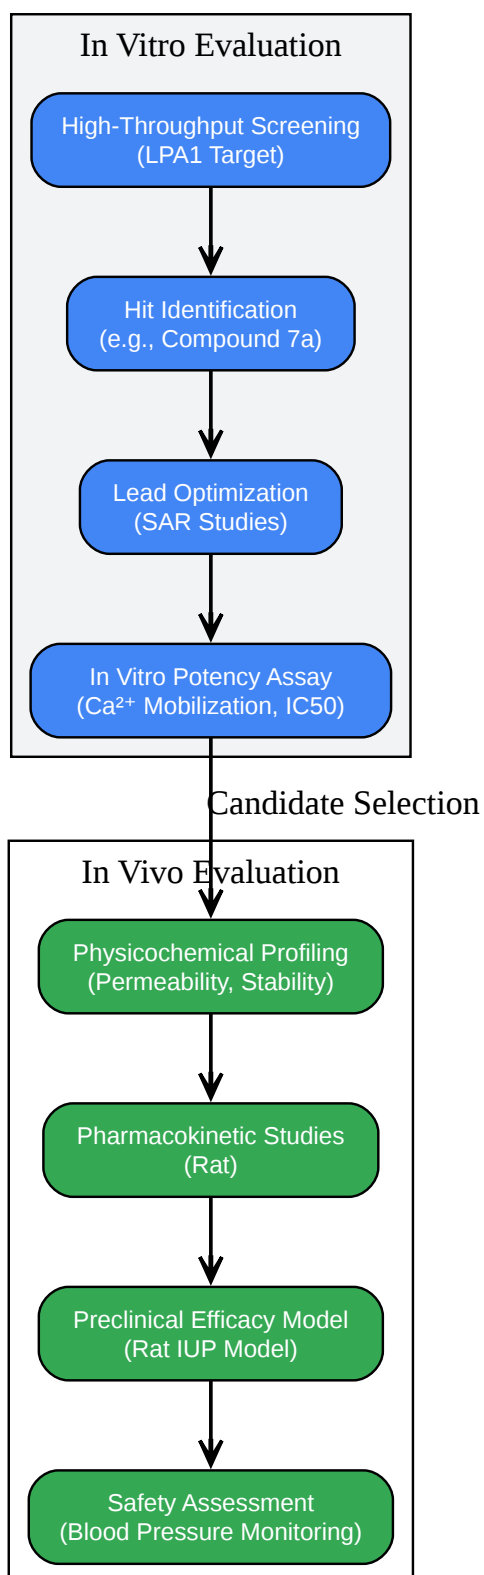 In Vitro Evaluation
High-Throughput Screening
(LPA1 Target)
Hit Identification
(e.g., Compound 7a)
Lead Optimization
(SAR Studies)
In Vitro Potency Assay
(Ca²⁺ Mobilization, IC50)
Candidate Selection
In Vivo Evaluation
Physicochemical Profiling
(Permeability, Stability)
Pharmacokinetic Studies
(Rat)
Preclinical Efficacy Model
(Rat IUP Model)
Safety Assessment
(Blood Pressure Monitoring)